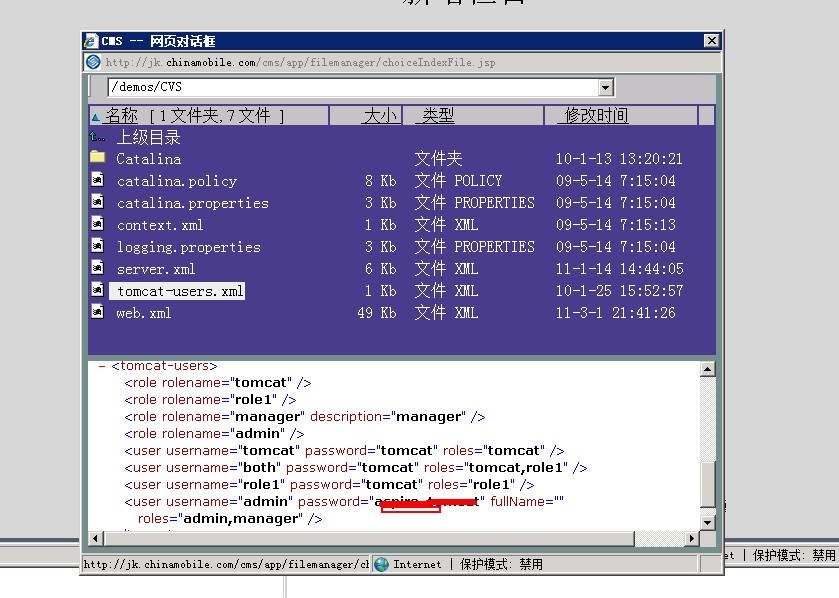 CMS -- 网页对话框
http://jk.chinamobile.com/cms/app/filemanager/choiceIndexFile.jsp
/demos/CVS
名称 [ 1文件夹,7文件 ] 大小 类型 修改时间
上级目录
Catalina 文件夹 10-1-13 13:20:21
catalina.policy 8 Kb 文件 POLICY 09-5-14 7:15:04
catalina.properties 3 Kb 文件 PROPERTIES 09-5-14 7:15:04
context.xml 1 Kb 文件 XML 09-5-14 7:15:13
logging.properties 3 Kb 文件 PROPERTIES 09-5-14 7:15:04
server.xml 6 Kb 文件 XML 11-1-14 14:44:05
tomcat-users.xml 1 Kb 文件 XML 10-1-25 15:52:57
web.xml 49 Kb 文件 XML 11-3-1 21:41:26
- <tomcat-users>
<role rolename="tomcat" />
<role rolename="role1" />
<role rolename="manager" description="manager" />
<role rolename="admin" />
<user username="tomcat" password="tomcat" roles="tomcat" />
<user username="both" password="tomcat" roles="tomcat,role1" />
<user username="role1" password="tomcat" roles="role1" />
<user username="admin" password=" " fullName=""
roles="admin,manager" />
http://jk.chinamobile.com/cms/app/filemanager/ch Internet | 保护模式: 禁用
et | 保护模式: 禁用